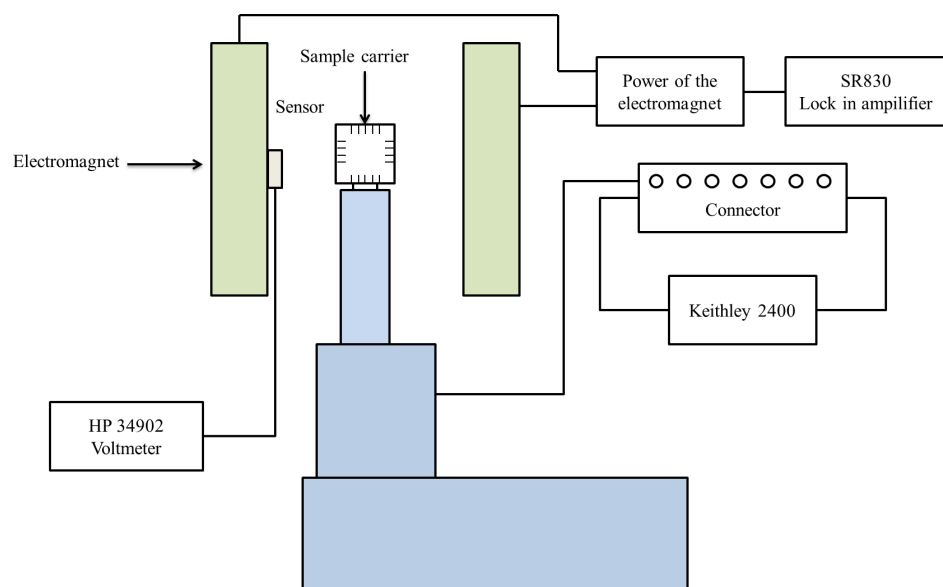 Sample carrier
Sensor
Electromagnet
Power of the
electromagnet
SR830
Lock in ampilifier
Connector
Keithley 2400
HP 34902
Voltmeter